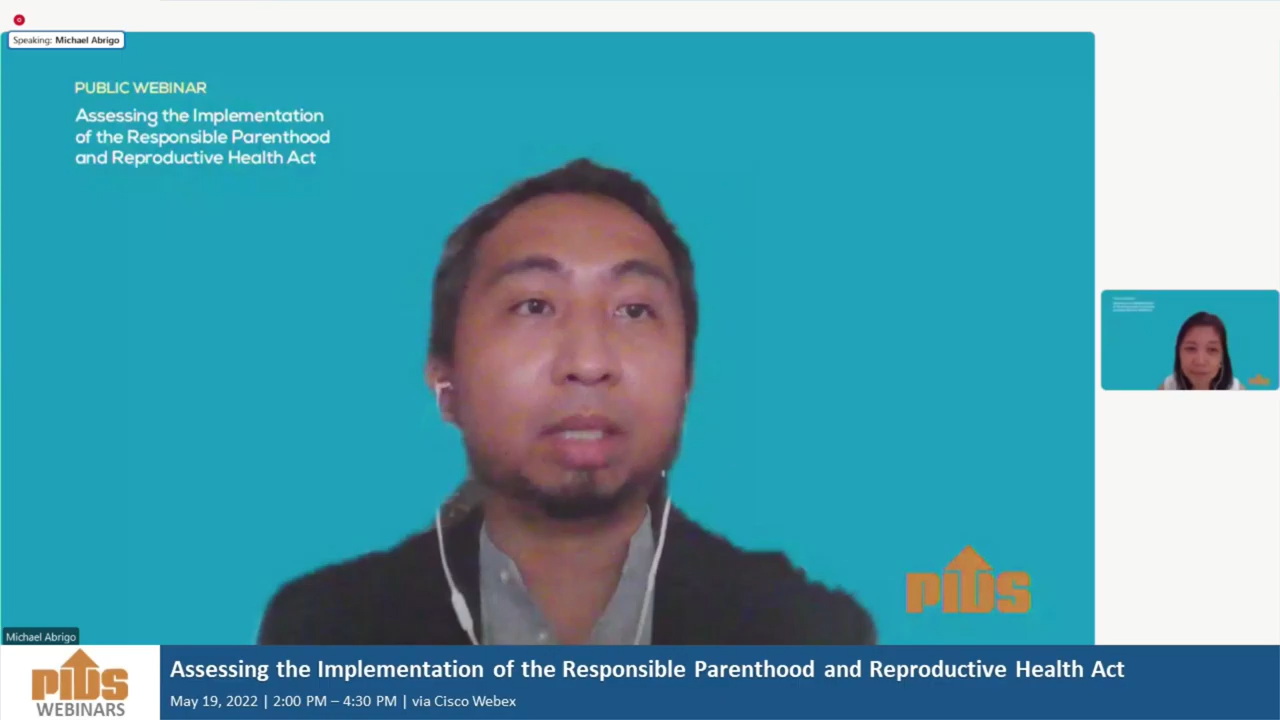 Speaking: Michael Abrigo
PUBLIC WEBINAR
Assessing the Implementation
of the Responsible Parenthood
and Reproductive Health Act
PIDS
Michael Abrigo
PIDS
WEBINARS
Assessing the Implementation of the Responsible Parenthood and Reproductive Health Act
May 19, 2022 | 2:00 PM – 4:30 PM | via Cisco Webex